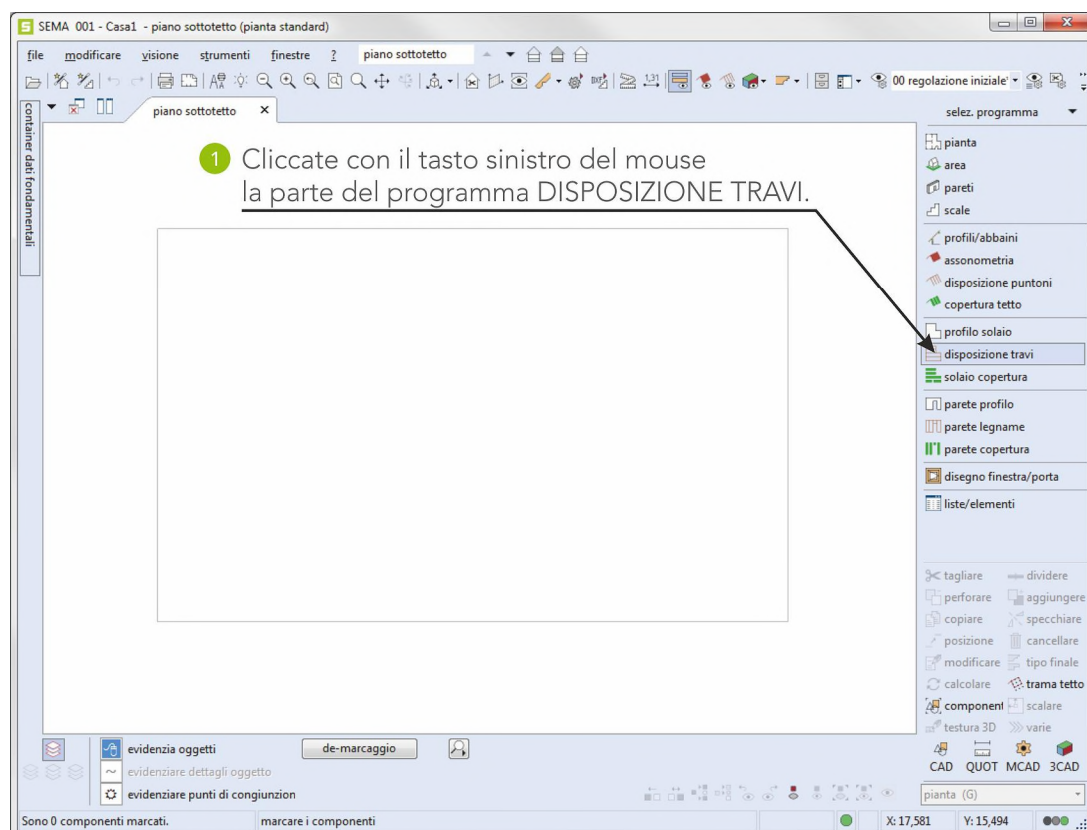 SEMA 001 - Casa1 - piano sottotetto (pianta standard)
file modificare visione strumenti finestre ? piano sottotetto
00 regolazione iniziale'
container dati fondamentali
piano sottotetto
selez. programma
1 Cliccate con il tasto sinistro del mouse
la parte del programma DISPOSIZIONE TRAVI.
pianta
area
pareti
scale
profili/abbaini
assonometria
disposizione puntoni
copertura tetto
profilo solaio
disposizione travi
solaio copertura
parete profilo
parete legname
parete copertura
disegno finestra/porta
liste/elementi
tagliare dividere
perforare aggiungere
copiare specchiare
posizione cancellare
modificare tipo finale
calcolare trama tetto
component scalare
testura 3D varie
CAD QUOT MCAD 3CAD
evidenzia oggetti de-marcaggio
evidenziare dettagli oggetto
evidenziare punti di congiunzion
pianta (G)
Sono 0 componenti marcati. marcare i componenti X: 17,581 Y: 15,494